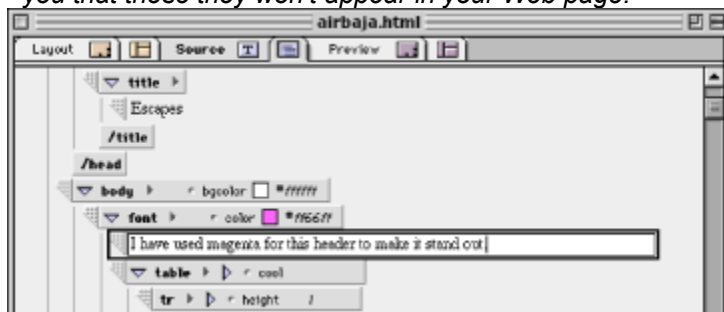 you that those they won't appear in your Web page.
airbaja.html
Layout Source T Preview
title
Escapes
/title
/head
body bgcolor #ffffff
font color #ff66ff
I have used magenta for this header to make it stand out.
table cool
tr height 1